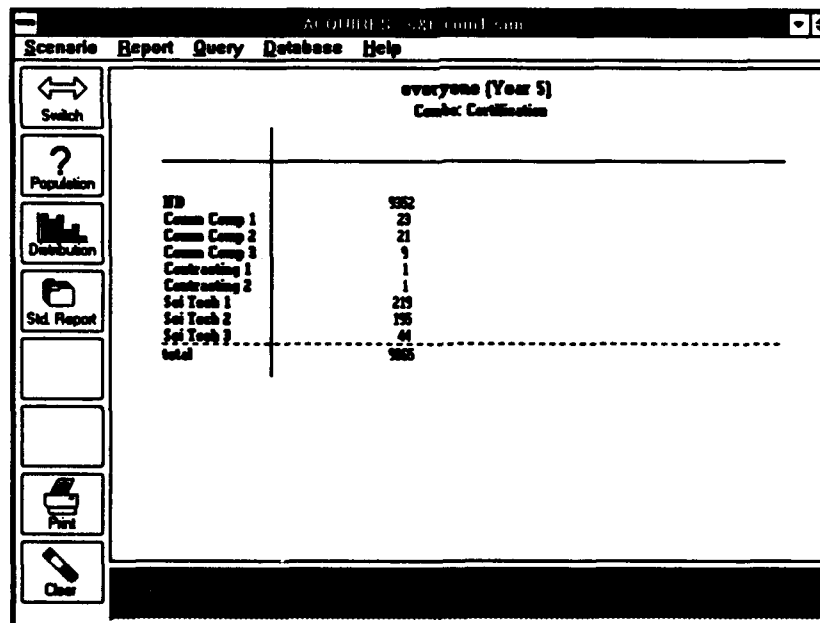 ACQUIRES
Scenario Report Query Database Help
Switch
Population
Distribution
Std. Report
Print
Clear
everyone (Year 5)
Combo: Certification
9352
Comm Comp 1 23
Comm Comp 2 21
Comm Comp 3 9
Contracting 1 1
Contracting 2 1
Sci Tech 1 219
Sci Tech 2 195
Sci Tech 3 44
total 9865